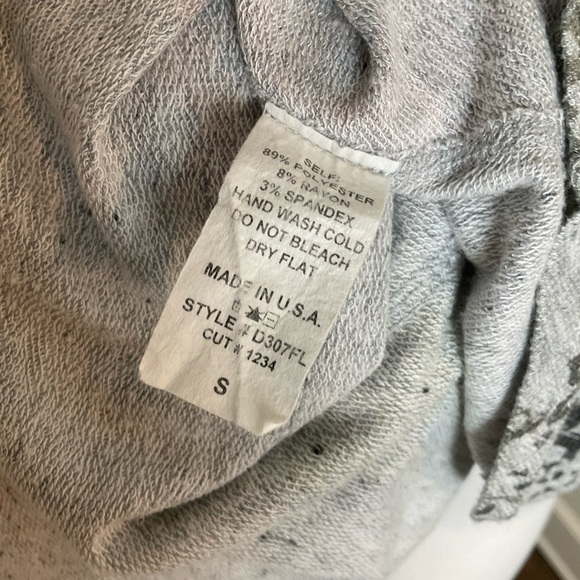 SELF:
89% POLYESTER
8% RAYON
3% SPANDEX
HAND WASH COLD
DO NOT BLEACH
DRY FLAT
MADE IN U.S.A.
STYLE # D307FL
CUT # 1234
S